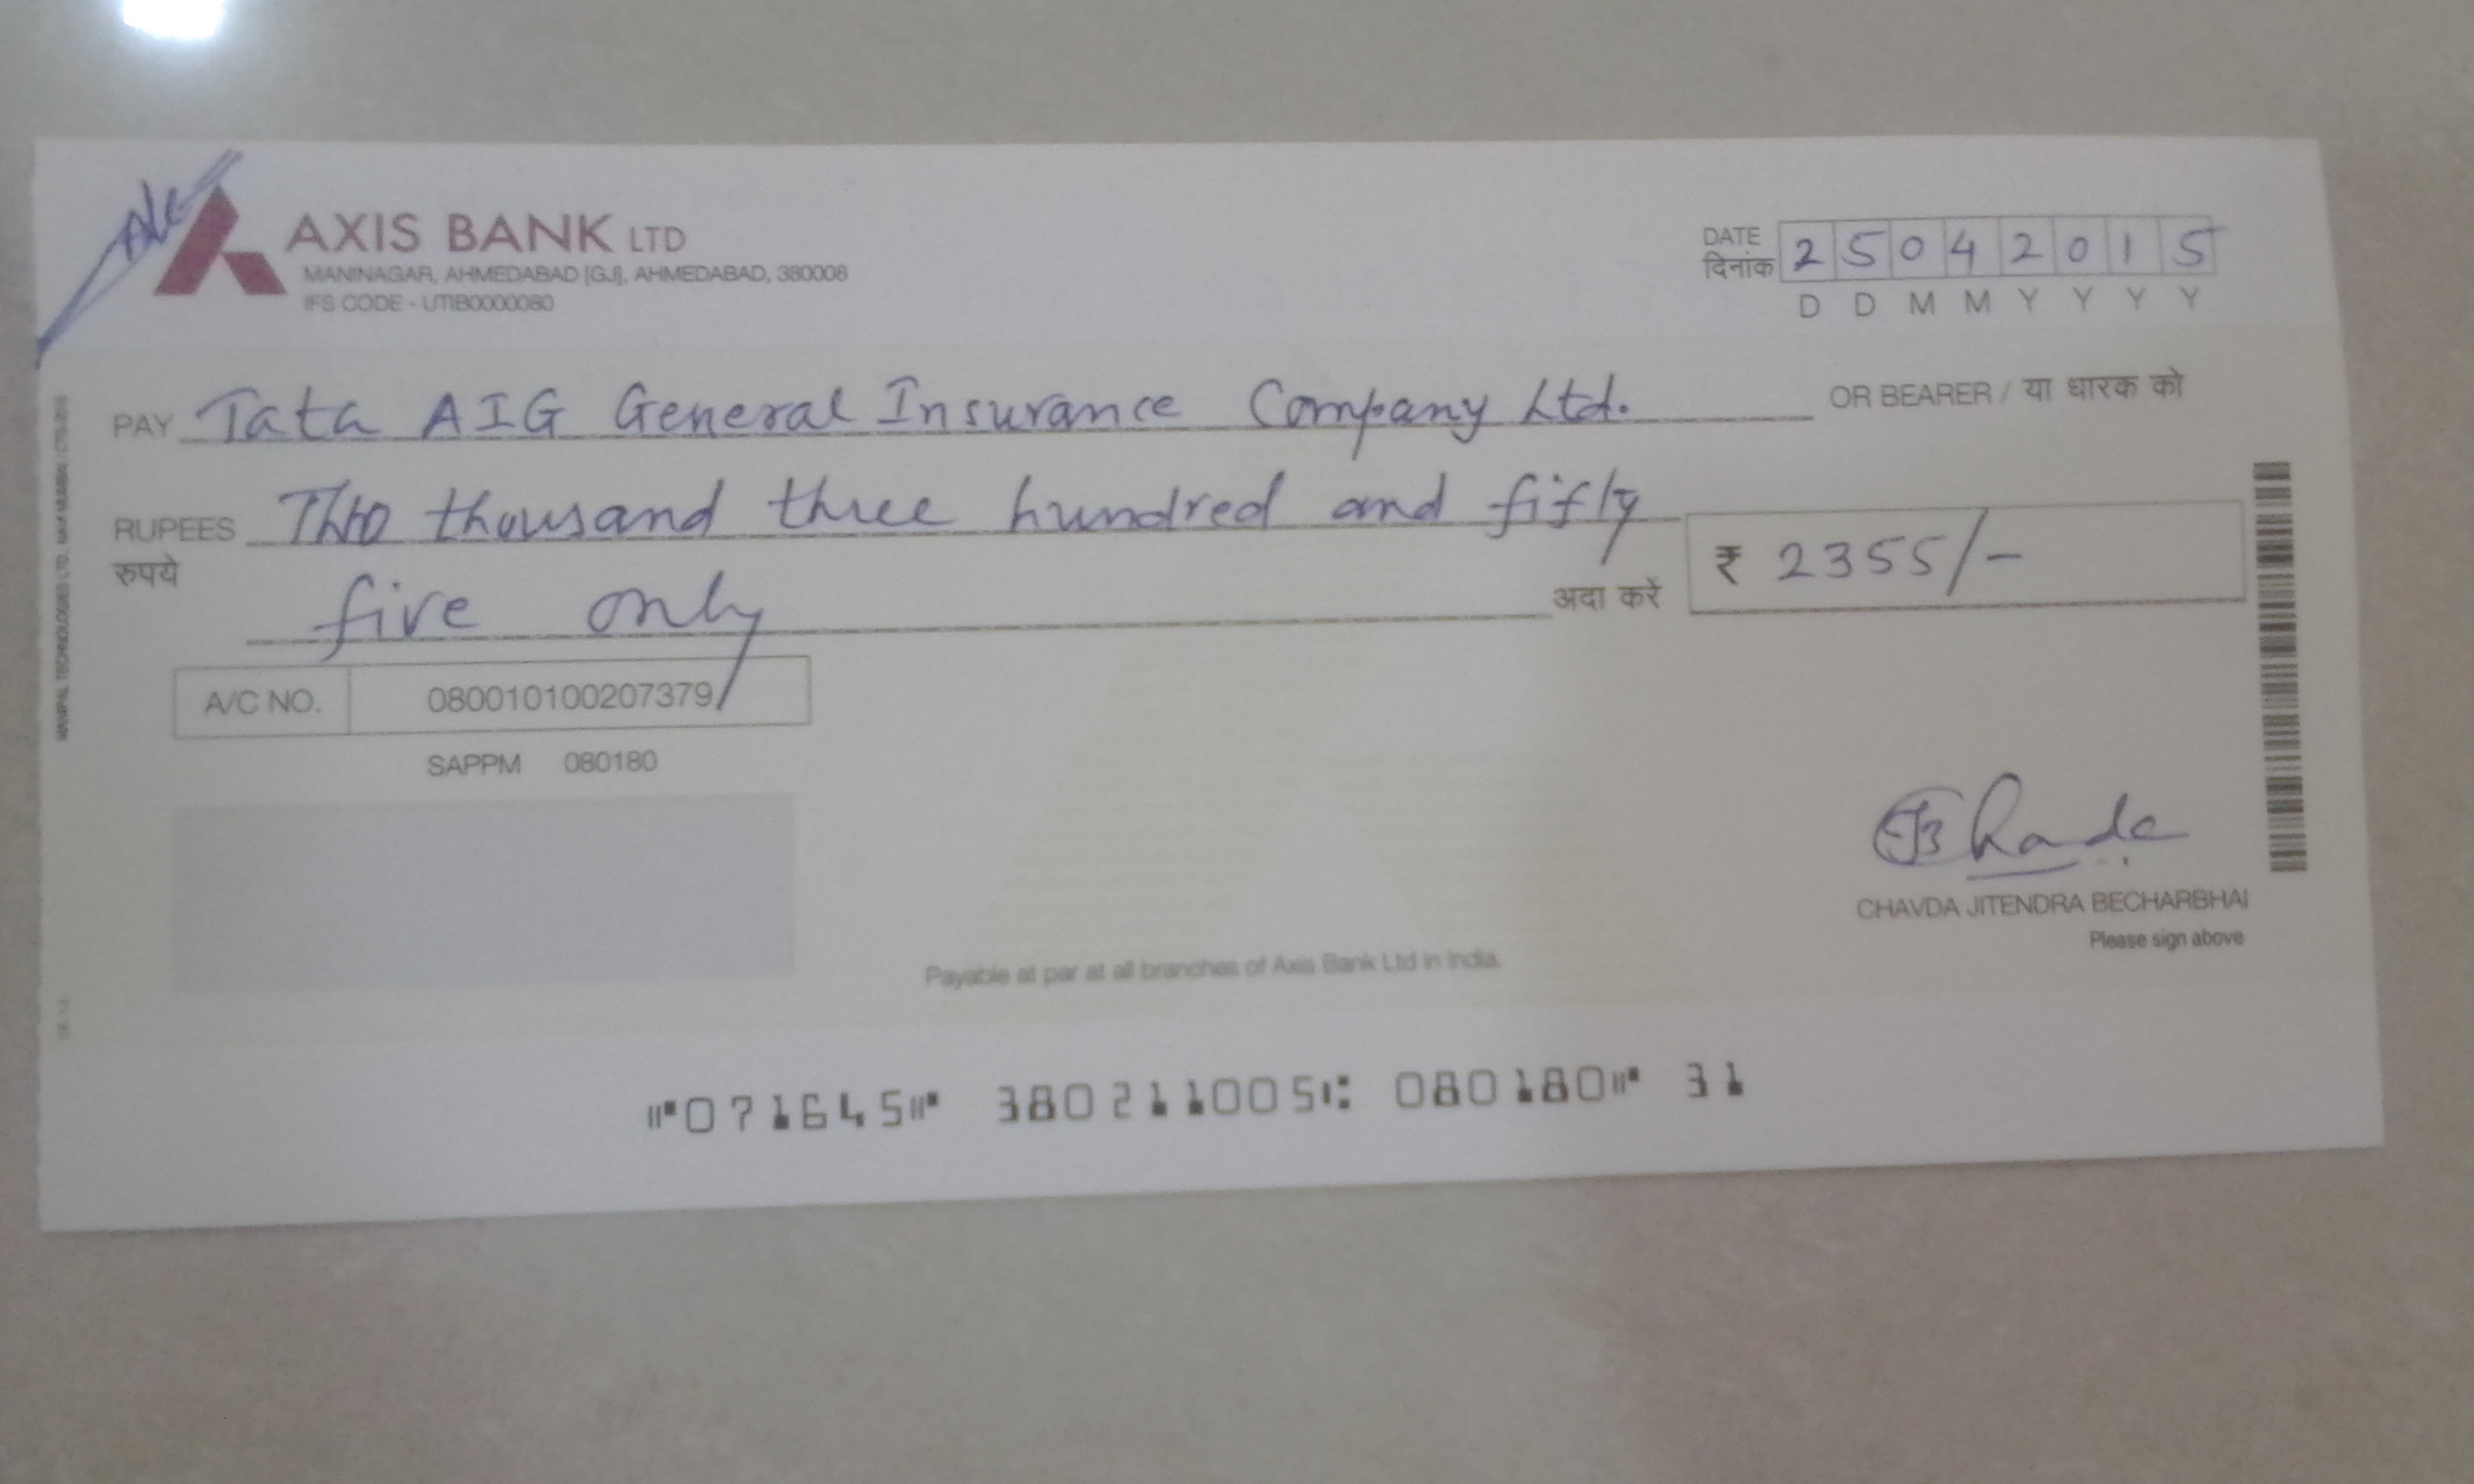 AXIS BANK LTD
MANINAGAR, AHMEDABAD [GJ], AHMEDABAD, 380008
IFS CODE - UTIB0000080
DATE
दिनांक
2 5 0 4 2 0 1 5
D D M M Y Y Y Y
PAY Tata AIG General Insurance Company Ltd. OR BEARER / या धारक को
RUPEES Two thousand three hundred and fifty
रुपये
five only अदा करें
₹ 2355/-
A/C NO. 080010100207379
SAPPM 080180
CHAVDA JITENDRA BECHARBHAI
Please sign above
Payable at par at all branches of Axis Bank Ltd in India.
⑈071645⑈ 380211005⑆ 080180⑈ 31